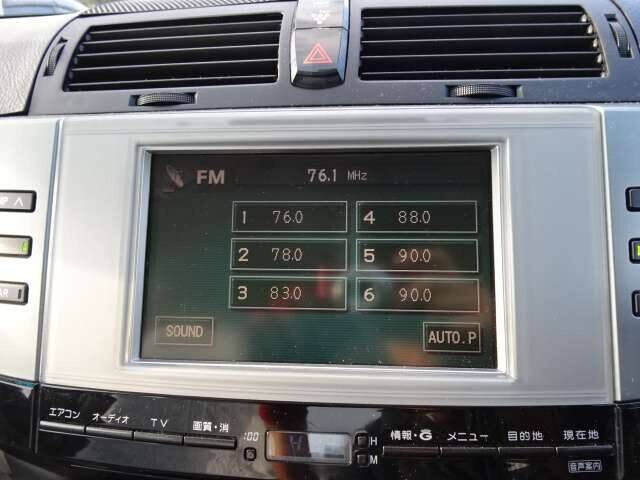 FM 76.1 MHz
1 76.0 4 88.0
2 78.0 5 90.0
3 83.0 6 90.0
SOUND AUTO.P
エアコン オーディオ TV 画質・消 :00 H 情報・G メニュー 目的地 現在地
M 音声案内